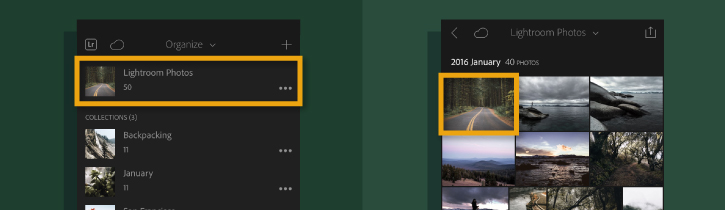 Lr Organize
Lightroom Photos
50
COLLECTIONS (3)
Backpacking
11
January
11
Lightroom Photos
2016 January 40 PHOTOS